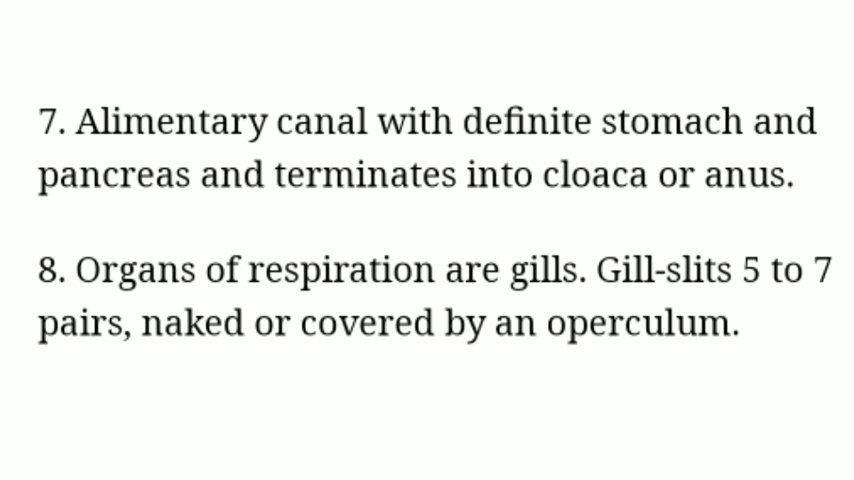 7. Alimentary canal with definite stomach and
pancreas and terminates into cloaca or anus.
8. Organs of respiration are gills. Gill-slits 5 to 7
pairs, naked or covered by an operculum.